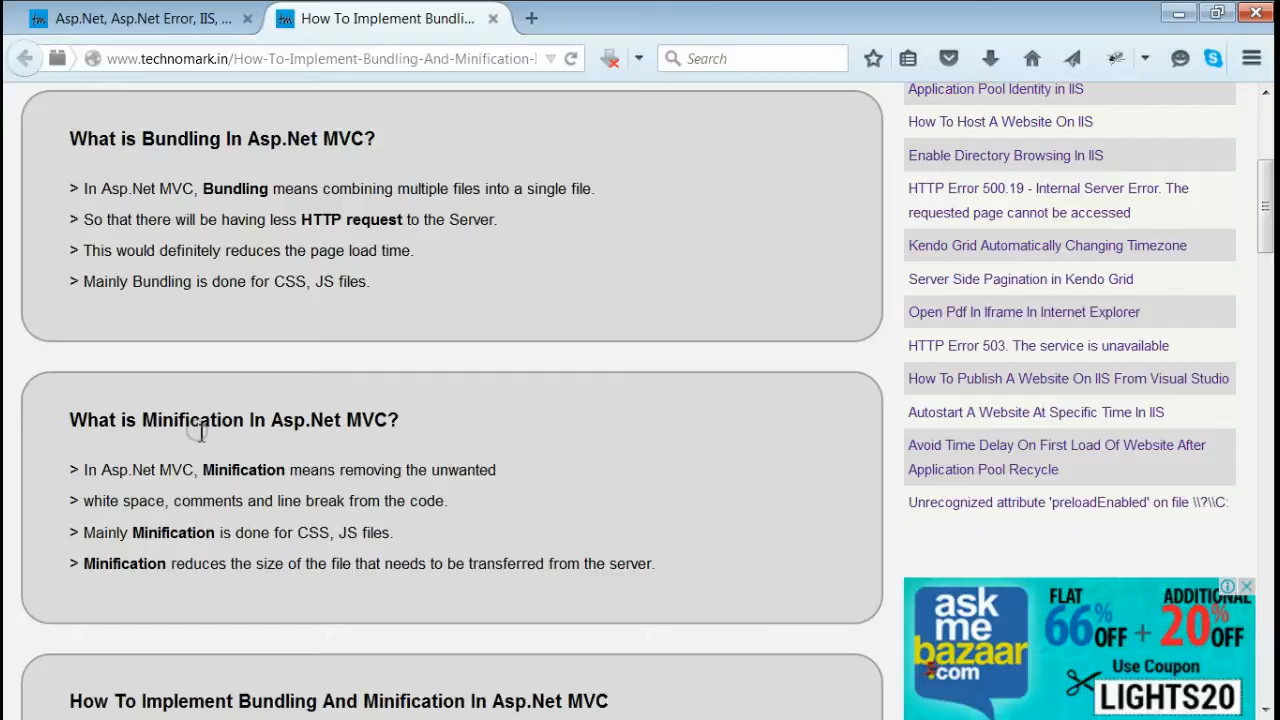 Asp.Net, Asp.Net Error, IIS, ...
How To Implement Bundli...
www.technomark.in/How-To-Implement-Bundling-And-Minification-I
Search
What is Bundling In Asp.Net MVC?
> In Asp.Net MVC, Bundling means combining multiple files into a single file.
> So that there will be having less HTTP request to the Server.
> This would definitely reduces the page load time.
> Mainly Bundling is done for CSS, JS files.
What is Minification In Asp.Net MVC?
> In Asp.Net MVC, Minification means removing the unwanted
> white space, comments and line break from the code.
> Mainly Minification is done for CSS, JS files.
> Minification reduces the size of the file that needs to be transferred from the server.
How To Implement Bundling And Minification In Asp.Net MVC
Application Pool Identity in IIS
How To Host A Website On IIS
Enable Directory Browsing In IIS
HTTP Error 500.19 - Internal Server Error. The
requested page cannot be accessed
Kendo Grid Automatically Changing Timezone
Server Side Pagination in Kendo Grid
Open Pdf In Iframe In Internet Explorer
HTTP Error 503. The service is unavailable
How To Publish A Website On IIS From Visual Studio
Autostart A Website At Specific Time In IIS
Avoid Time Delay On First Load Of Website After
Application Pool Recycle
Unrecognized attribute 'preloadEnabled' on file \\?\\C:
ask
me
bazaar
.com
FLAT
66% OFF
+
ADDITIONAL
20% OFF
Use Coupon
LIGHTS20